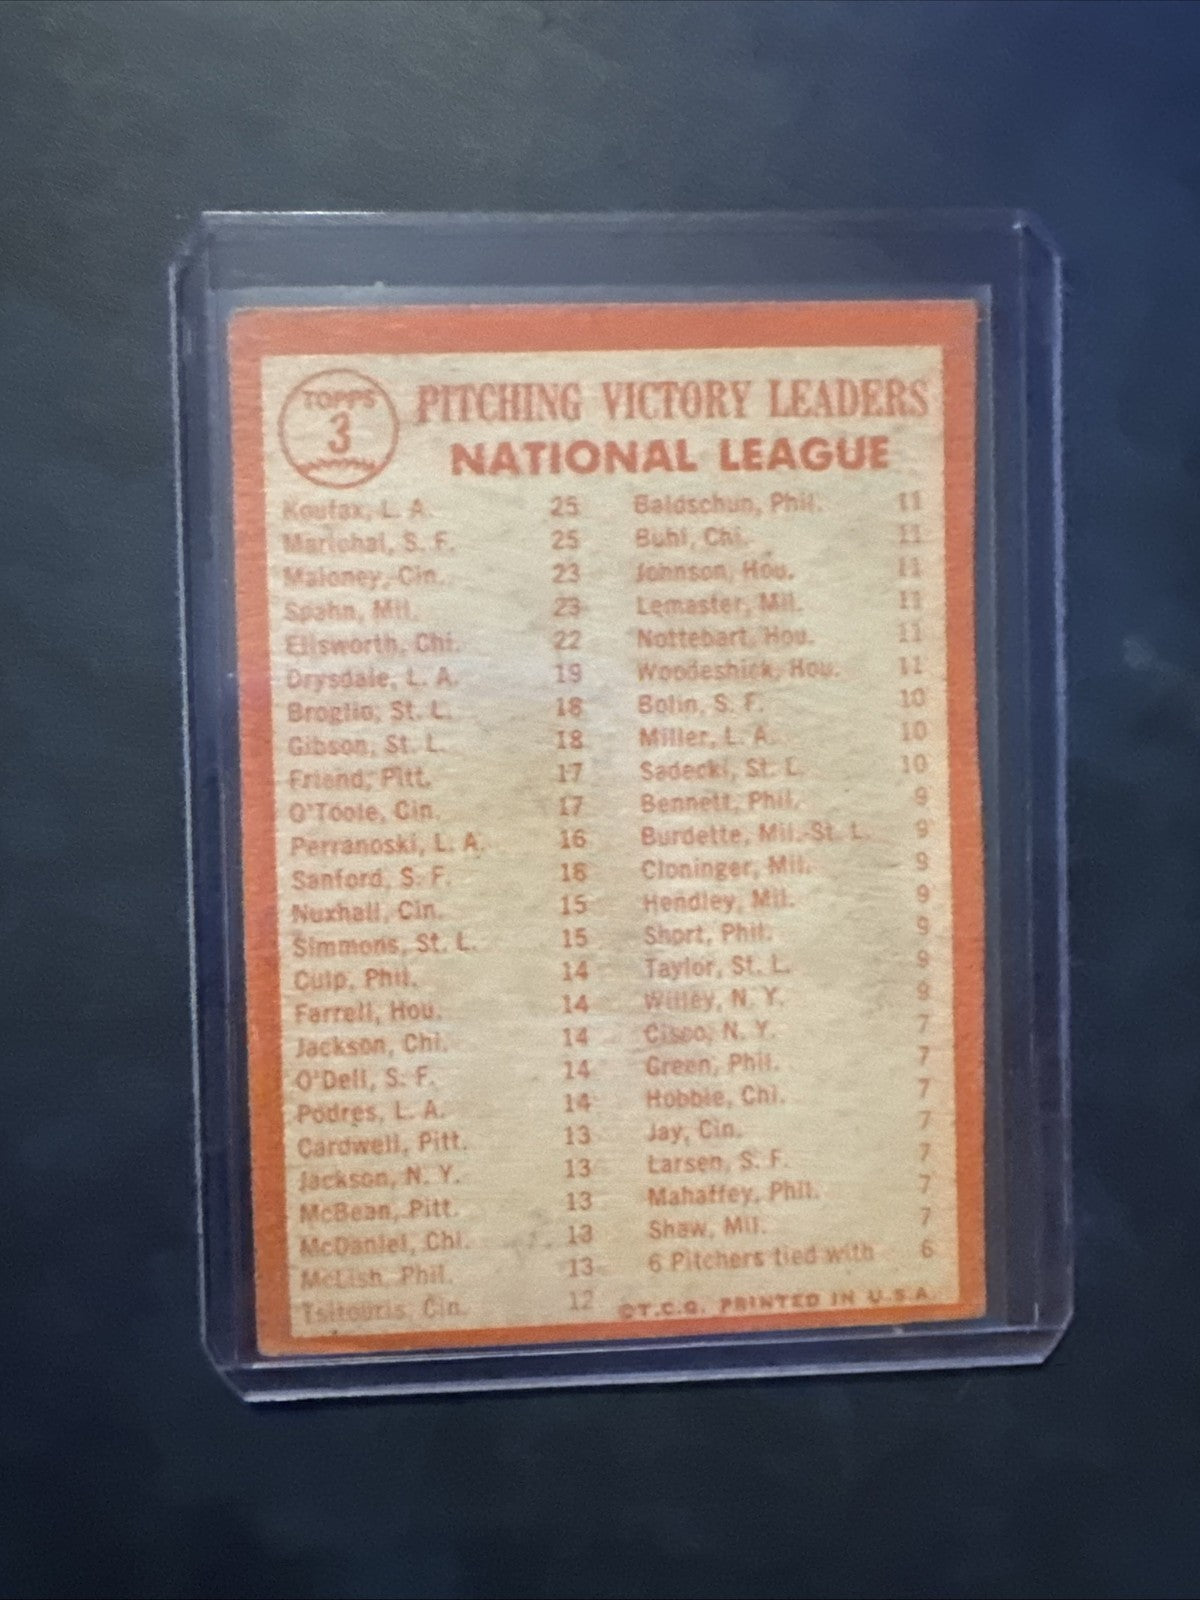 TOPPS
3
PITCHING VICTORY LEADERS
NATIONAL LEAGUE
Koufax, L. A. 25
Marichal, S. F. 25
Maloney, Cin. 23
Spahn, Mil. 23
Ellsworth, Chi. 22
Drysdale, L. A. 19
Broglio, St. L. 18
Gibson, St. L. 18
Friend, Pitt. 17
O'Toole, Cin. 17
Perranoski, L. A. 16
Sanford, S. F. 16
Nuxhall, Cin. 15
Simmons, St. L. 15
Culp, Phil. 14
Farrell, Hou. 14
Jackson, Chi. 14
O'Dell, S. F. 14
Podres, L. A. 14
Cardwell, Pitt. 13
Jackson, N. Y. 13
McBean, Pitt. 13
McDaniel, Chi. 13
McLish, Phil. 13
Tsitouris, Cin. 12
Baldschun, Phil. 11
Buhl, Chi. 11
Johnson, Hou. 11
Lemaster, Mil. 11
Nottebart, Hou. 11
Woodeshick, Hou. 11
Bolin, S. F. 10
Miller, L. A. 10
Sadecki, St. L. 10
Bennett, Phil. 9
Burdette, Mil.-St. L. 9
Cloninger, Mil. 9
Hendley, Mil. 9
Short, Phil. 9
Taylor, St. L. 9
Willey, N. Y. 9
Cisco, N. Y. 7
Green, Phil. 7
Hobbie, Chi. 7
Jay, Cin. 7
Larsen, S. F. 7
Mahaffey, Phil. 7
Shaw, Mil. 7
6 Pitchers tied with 6
©T.C.G. PRINTED IN U.S.A.